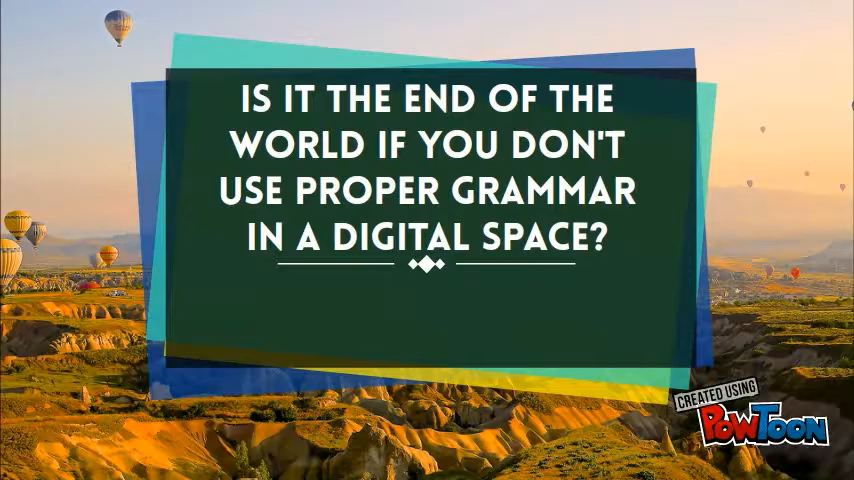 IS IT THE END OF THE
WORLD IF YOU DON'T
USE PROPER GRAMMAR
IN A DIGITAL SPACE?
CREATED USING
POWTOON